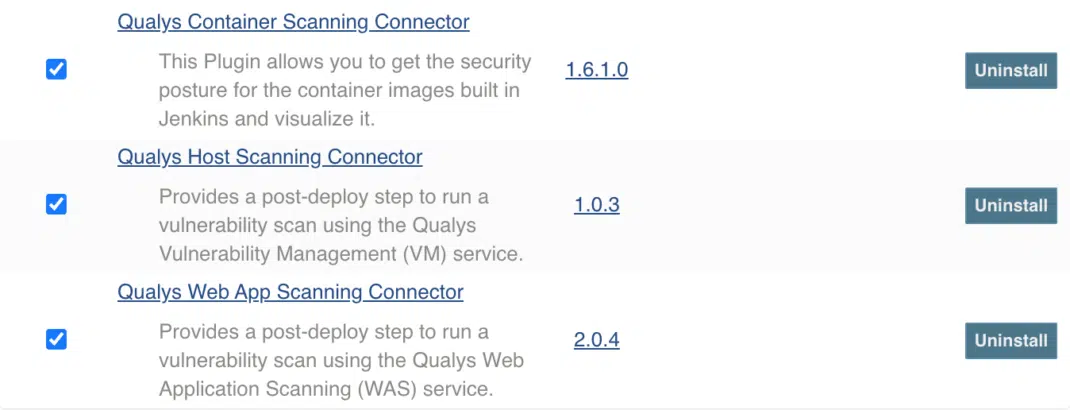 Qualys Container Scanning Connector
This Plugin allows you to get the security
posture for the container images built in
Jenkins and visualize it.
1.6.1.0
Uninstall
Qualys Host Scanning Connector
Provides a post-deploy step to run a
vulnerability scan using the Qualys
Vulnerability Management (VM) service.
1.0.3
Uninstall
Qualys Web App Scanning Connector
Provides a post-deploy step to run a
vulnerability scan using the Qualys Web
Application Scanning (WAS) service.
2.0.4
Uninstall